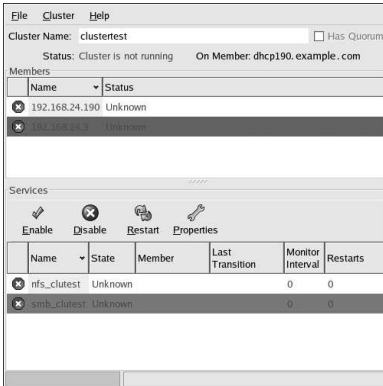 File Cluster Help
Cluster Name: clustertest Has Quorum
Status: Cluster is not running On Member: dhcp190.example.com
Members
Name Status
192.168.24.190 Unknown
192.168.24.3 Unknown
Services
Enable Disable Restart Properties
Name State Member Last Transition Monitor Interval Restarts
nfs_clutest Unknown 0 0
smb_clutest Unknown 0 0